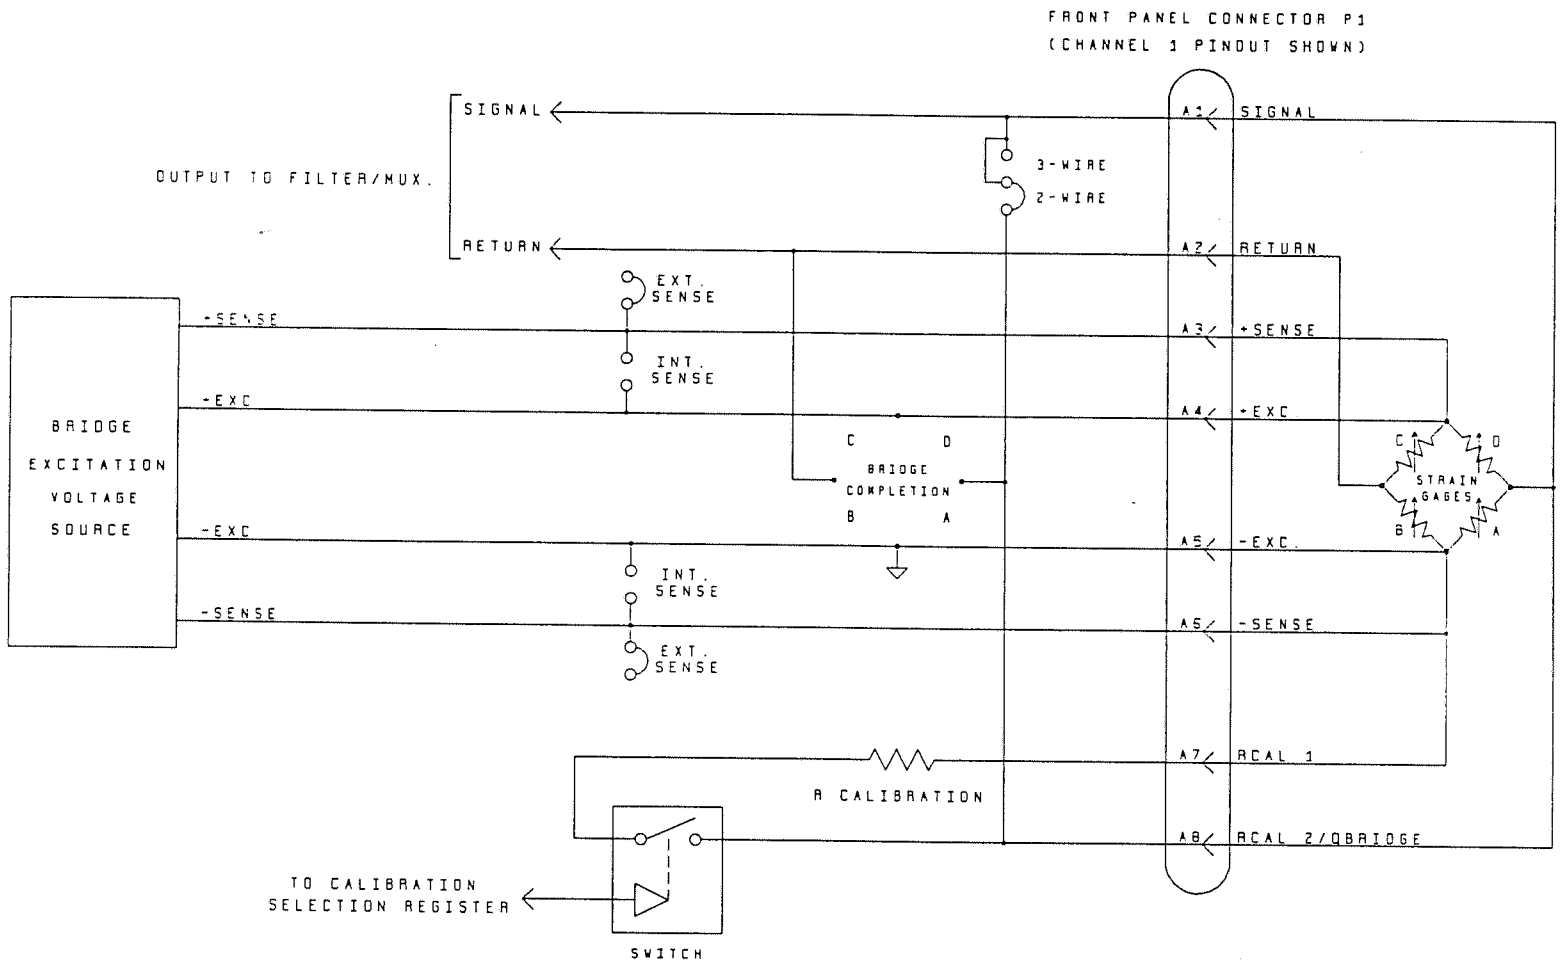 FRONT PANEL CONNECTOR P1
(CHANNEL 1 PINOUT SHOWN)
SIGNAL
A1
SIGNAL
3-WIRE
OUTPUT TO FILTER/MUX.
2-WIRE
RETURN
A2
RETURN
EXT.
SENSE
+SENSE
A3
+SENSE
INT.
SENSE
+EXC
A4
+EXC
BRIDGE
EXCITATION
VOLTAGE
SOURCE
C D
BRIDGE
COMPLETION
B A
C D
STRAIN
GAGES
B A
-EXC
A5
-EXC.
INT.
SENSE
-SENSE
A6
-SENSE
EXT.
SENSE
A7
RCAL 1
R CALIBRATION
A8
RCAL 2/QBRIDGE
TO CALIBRATION
SELECTION REGISTER
SWITCH